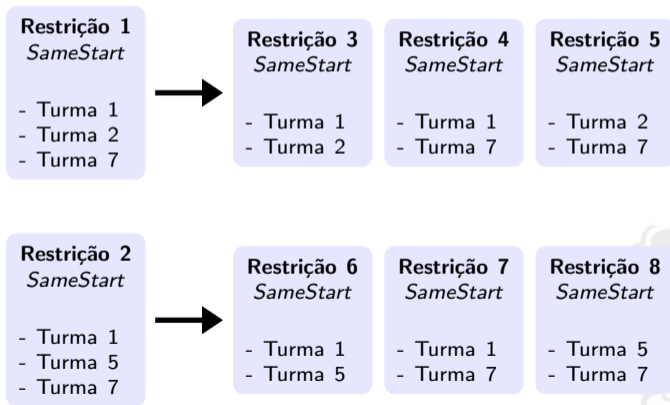 Restrição 1
SameStart
- Turma 1
- Turma 2
- Turma 7
Restrição 3
SameStart
- Turma 1
- Turma 2
Restrição 4
SameStart
- Turma 1
- Turma 7
Restrição 5
SameStart
- Turma 2
- Turma 7
Restrição 2
SameStart
- Turma 1
- Turma 5
- Turma 7
Restrição 6
SameStart
- Turma 1
- Turma 5
Restrição 7
SameStart
- Turma 1
- Turma 7
Restrição 8
SameStart
- Turma 5
- Turma 7